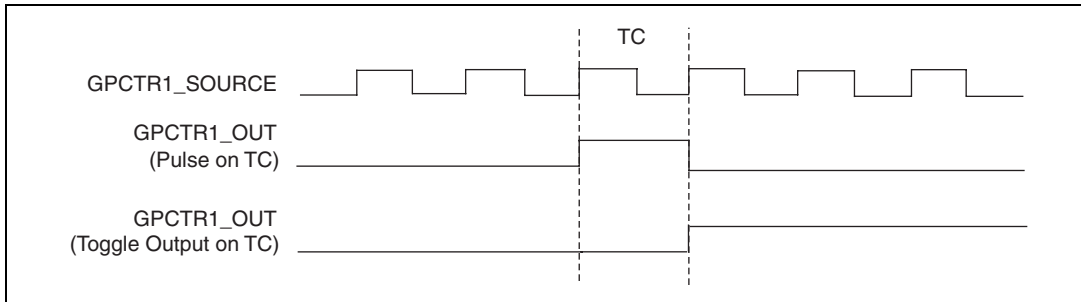 TC
GPCTR1_SOURCE
GPCTR1_OUT
(Pulse on TC)
GPCTR1_OUT
(Toggle Output on TC)